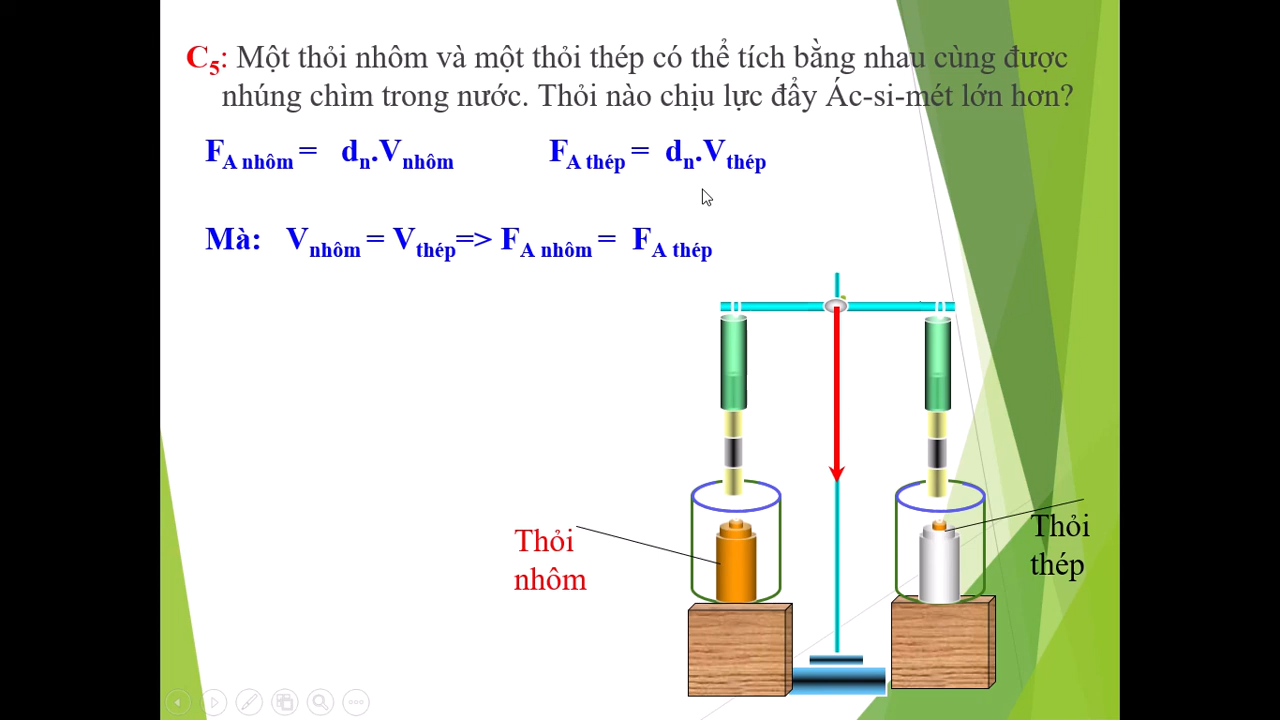 C5: Một thỏi nhôm và một thỏi thép có thể tích bằng nhau cùng được
nhúng chìm trong nước. Thỏi nào chịu lực đẩy Ác-si-mét lớn hơn?
FA nhôm = dn.Vnhôm FA thép = dn.Vthép
Mà: Vnhôm = Vthép=> FA nhôm = FA thép
Thỏi
nhôm
Thỏi
thép